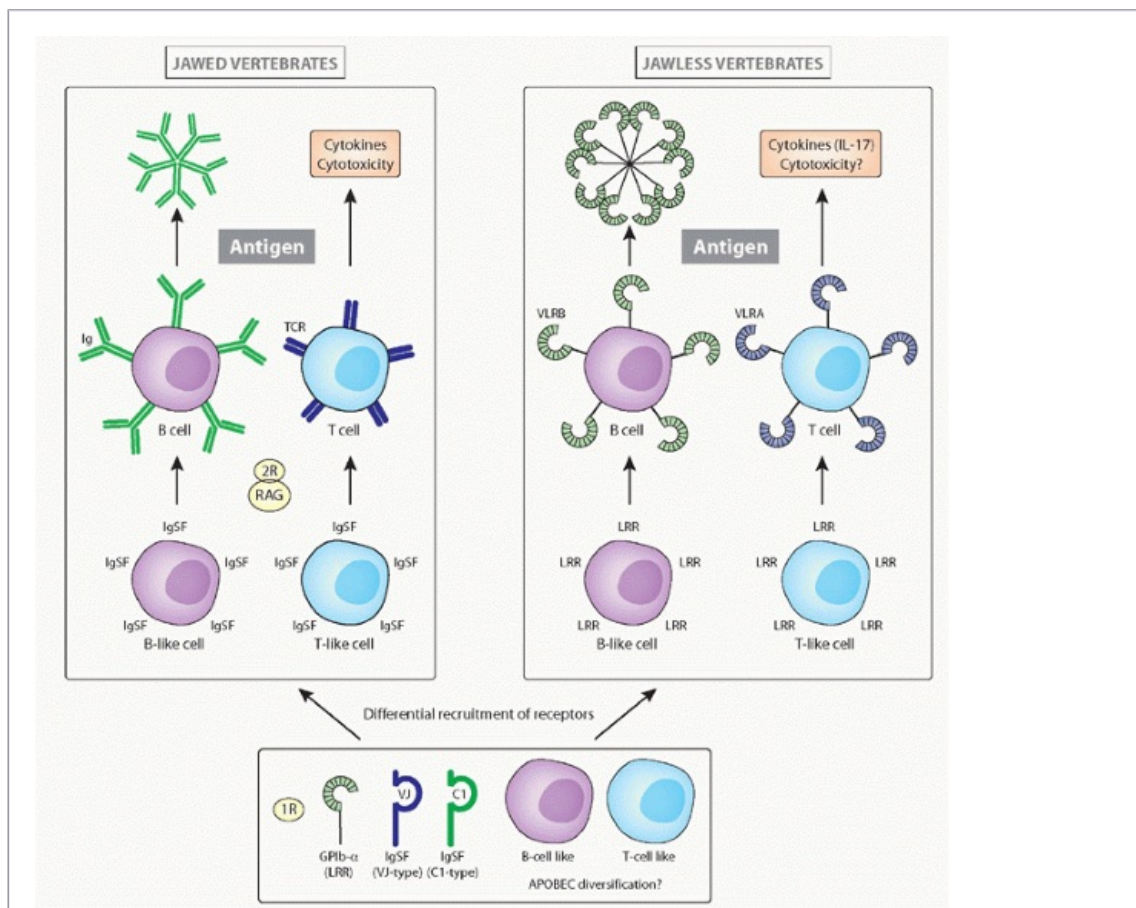 JAWED VERTEBRATES
Cytokines
Cytotoxicity
Antigen
Ig
TCR
B cell
T cell
2R
RAG
IgSF
IgSF
IgSF
IgSF
IgSF
IgSF
IgSF
IgSF
IgSF
IgSF
B-like cell
T-like cell
JAWLESS VERTEBRATES
Cytokines (IL-17)
Cytotoxicity?
Antigen
VLRB
VLRA
B cell
T cell
LRR
LRR
LRR
LRR
LRR
LRR
LRR
LRR
LRR
LRR
B-like cell
T-like cell
Differential recruitment of receptors
1R
VJ
C1
GPIb-α
(LRR)
IgSF
(VJ-type)
IgSF
(C1-type)
B-cell like
T-cell like
APOBEC diversification?